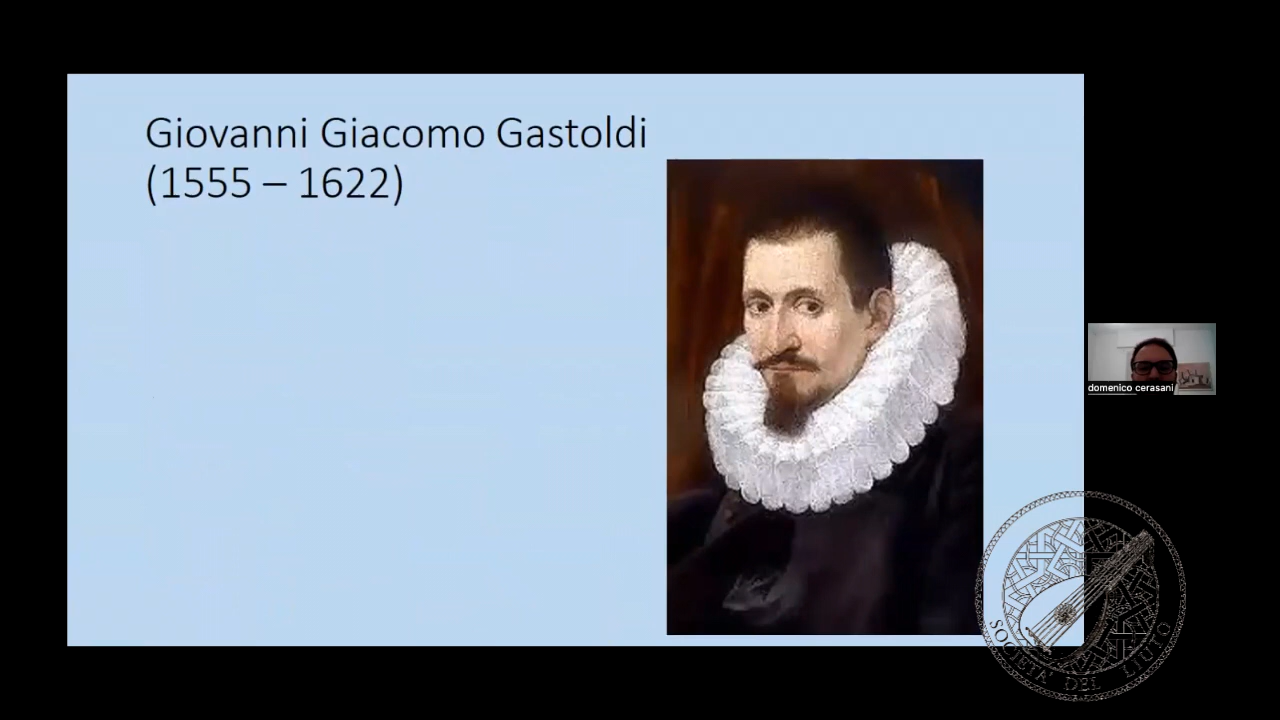 Giovanni Giacomo Gastoldi
(1555 – 1622)
domenico cerasani
SOCIETA' DEL LIUTO